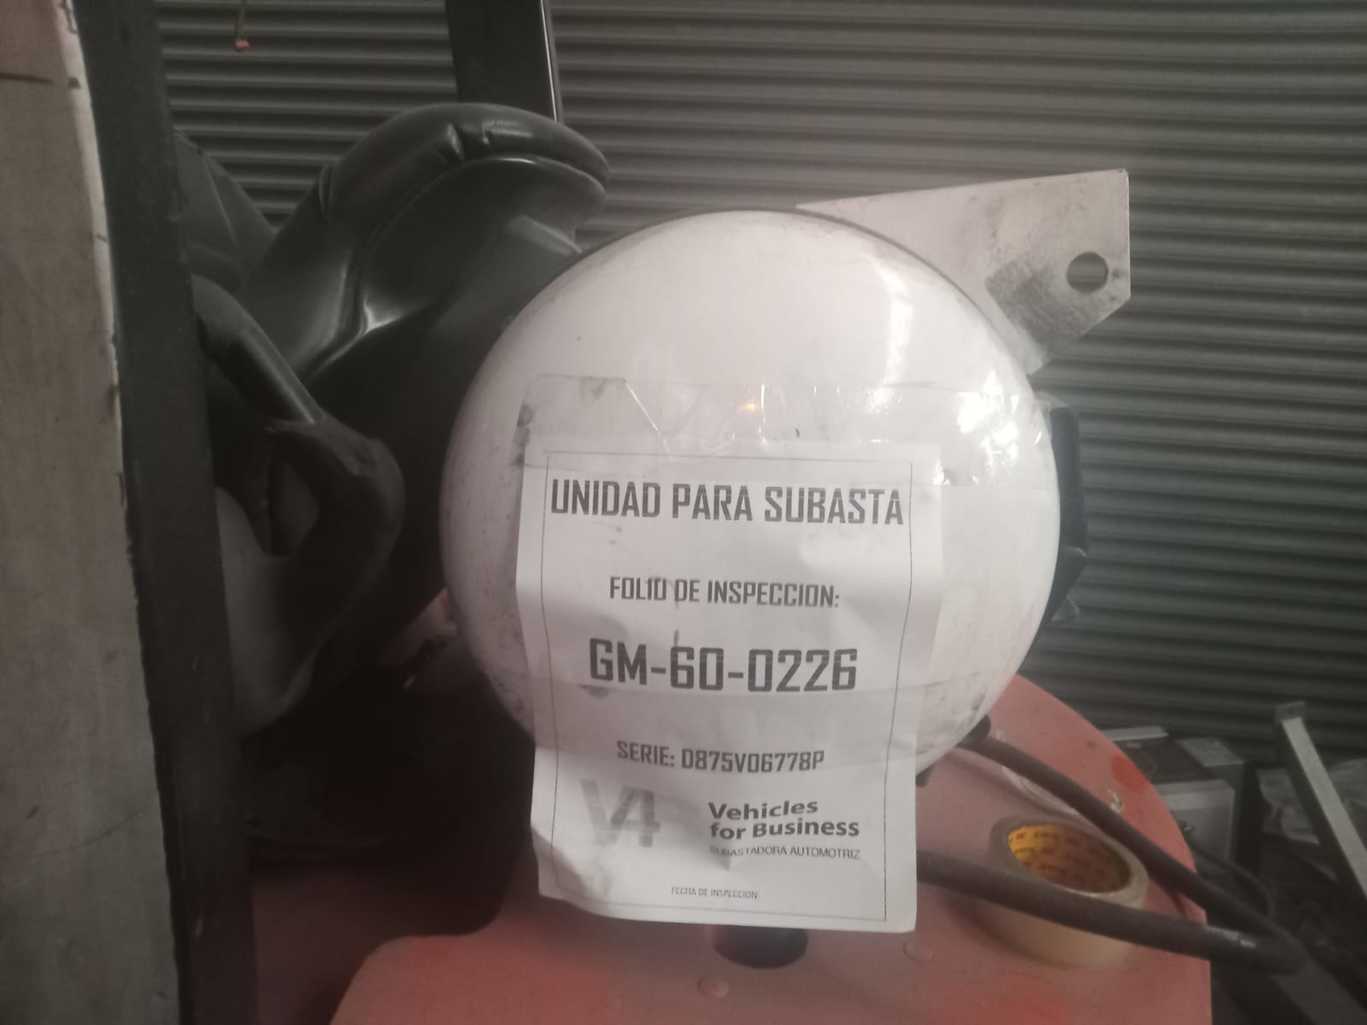 UNIDAD PARA SUBASTA
FOLIO DE INSPECCION:
GM-60-0226
SERIE: D875V06778P
V4
Vehicles
for Business
SUBASTADORA AUTOMOTRIZ
FECHA DE INSPECCION